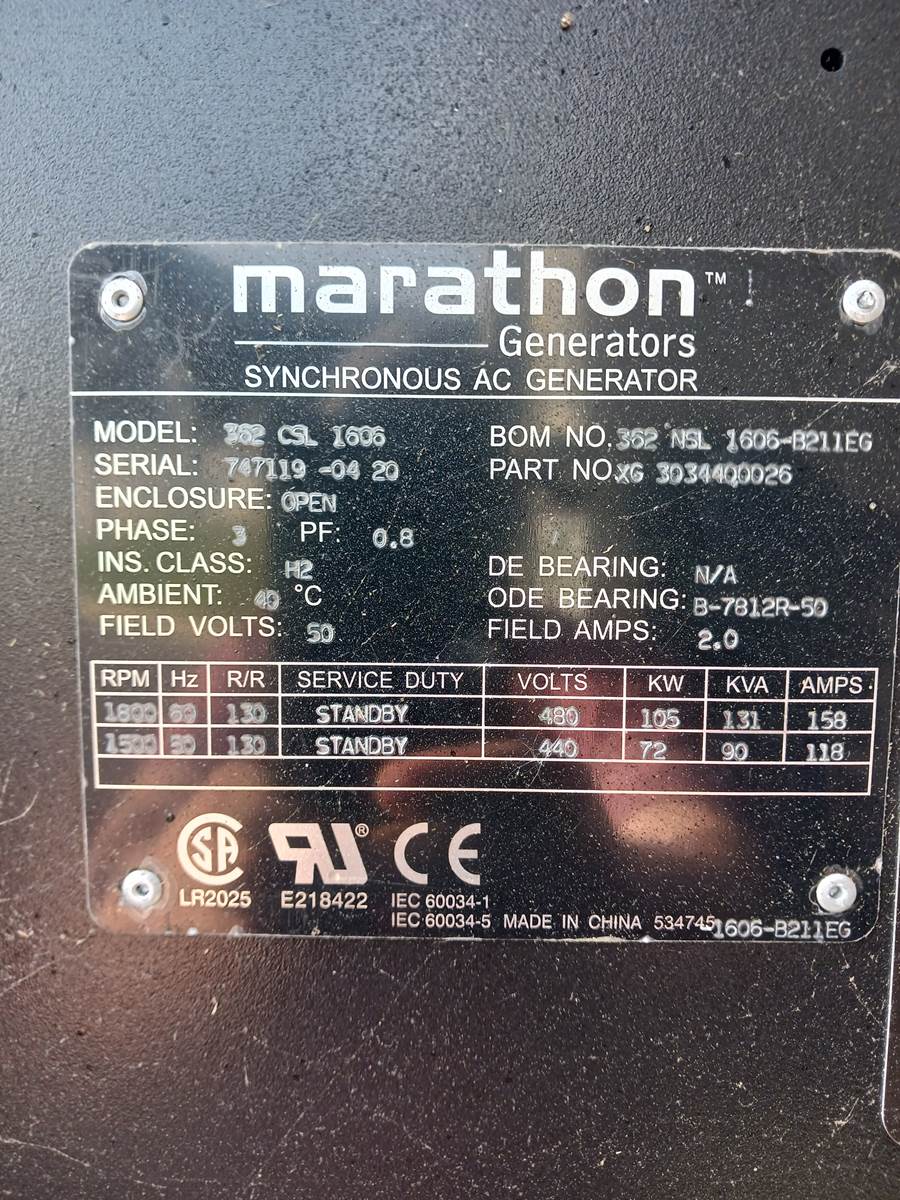 marathon™
Generators
SYNCHRONOUS AC GENERATOR
MODEL: 362 CSL 1606 BOM NO. 362 NSL 1606-B211EG
SERIAL: 747119 -04 20 PART NO. XG 3034400026
ENCLOSURE: OPEN
PHASE: 3 PF: 0.8
INS. CLASS: H2 DE BEARING: N/A
AMBIENT: 40 °C ODE BEARING: B-7812R-50
FIELD VOLTS: 50 FIELD AMPS: 2.0
RPM Hz R/R SERVICE DUTY VOLTS KW KVA AMPS
1800 60 130 STANDBY 480 105 131 158
1500 50 130 STANDBY 440 72 90 118
CSA RU® CE
LR2025 E218422 IEC 60034-1
IEC 60034-5 MADE IN CHINA 534745 -1606-B211EG